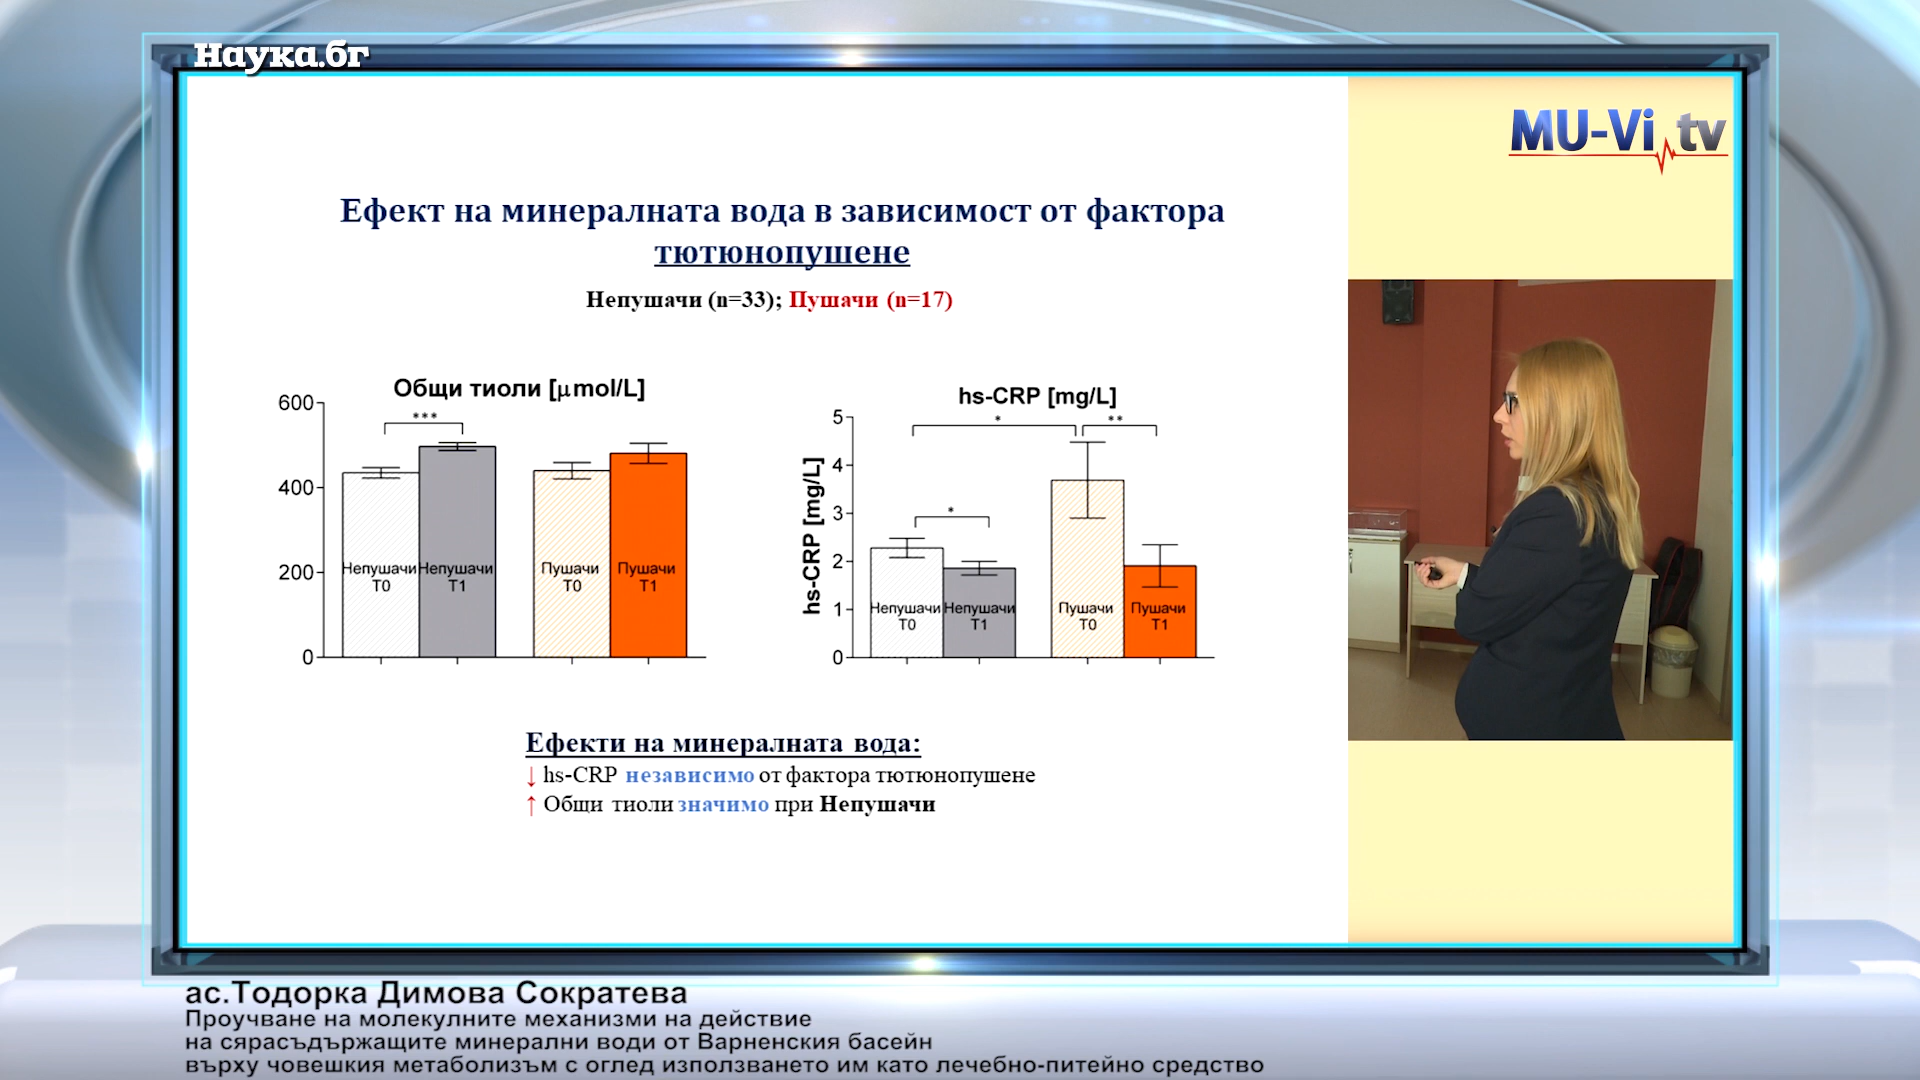 Наука.бг
MU-Vi tv
Ефект на минералната вода в зависимост от фактора
тютюнопушене
Непушачи (n=33); Пушачи (n=17)
Общи тиоли [μmol/L]
600
400
200
0
***
Непушачи T0
Непушачи T1
Пушачи T0
Пушачи T1
hs-CRP [mg/L]
hs-CRP [mg/L]
5
4
3
2
1
0
*
**
*
Непушачи T0
Непушачи T1
Пушачи T0
Пушачи T1
Ефекти на минералната вода:
↓ hs-CRP независимо от фактора тютюнопушене
↑ Общи тиоли значимо при Непушачи
ас.Тодорка Димова Сократева
Проучване на молекулните механизми на действие
на сярасъдържащите минерални води от Варненския басейн
върху човешкия метаболизъм с оглед използването им като лечебно-питейно средство